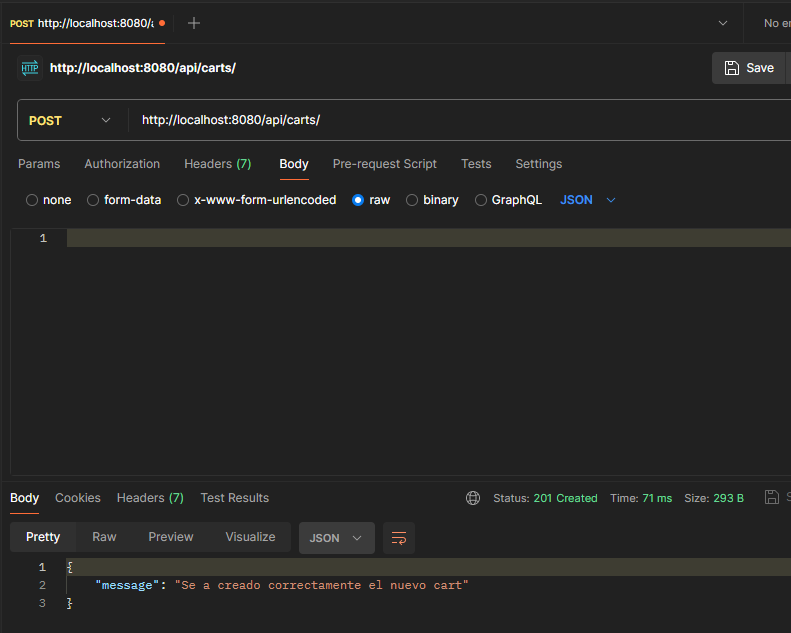 POST http://localhost:8080/a
No en
HTTP http://localhost:8080/api/carts/
Save
POST http://localhost:8080/api/carts/
Params Authorization Headers (7) Body Pre-request Script Tests Settings
none form-data x-www-form-urlencoded raw binary GraphQL JSON
1
Body Cookies Headers (7) Test Results Status: 201 Created Time: 71 ms Size: 293 B S
Pretty Raw Preview Visualize JSON
1 {
2 "message": "Se a creado correctamente el nuevo cart"
3 }